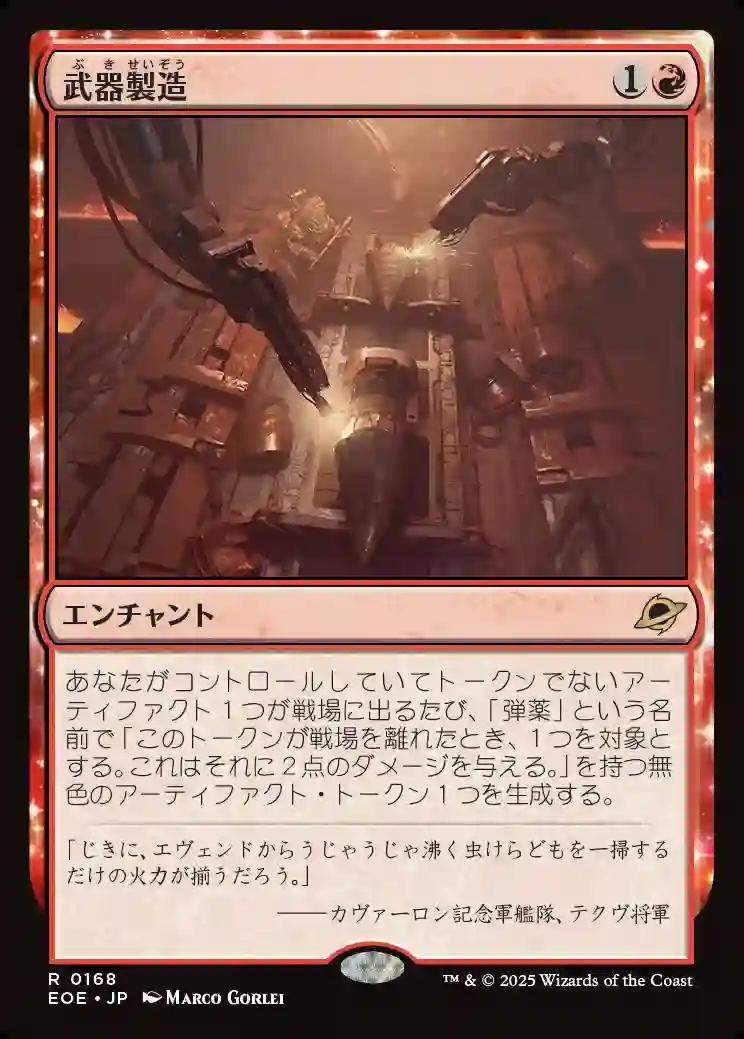 ぶきせいぞう
武器製造
1
エンチャント
あなたがコントロールしていてトークンでないアー
ティファクト1つが戦場に出るたび、「弾薬」という名
前で「このトークンが戦場を離れたとき、1つを対象と
する。これはそれに2点のダメージを与える。」を持つ無
色のアーティファクト・トークン1つを生成する。
「じきに、エヴェンドからうじゃうじゃ沸く虫けらどもを一掃する
だけの火力が揃うだろう。」
――カヴァーロン記念軍艦隊、テクヴ将軍
R 0168
EOE • JP Marco Gorlei
™ & © 2025 Wizards of the Coast